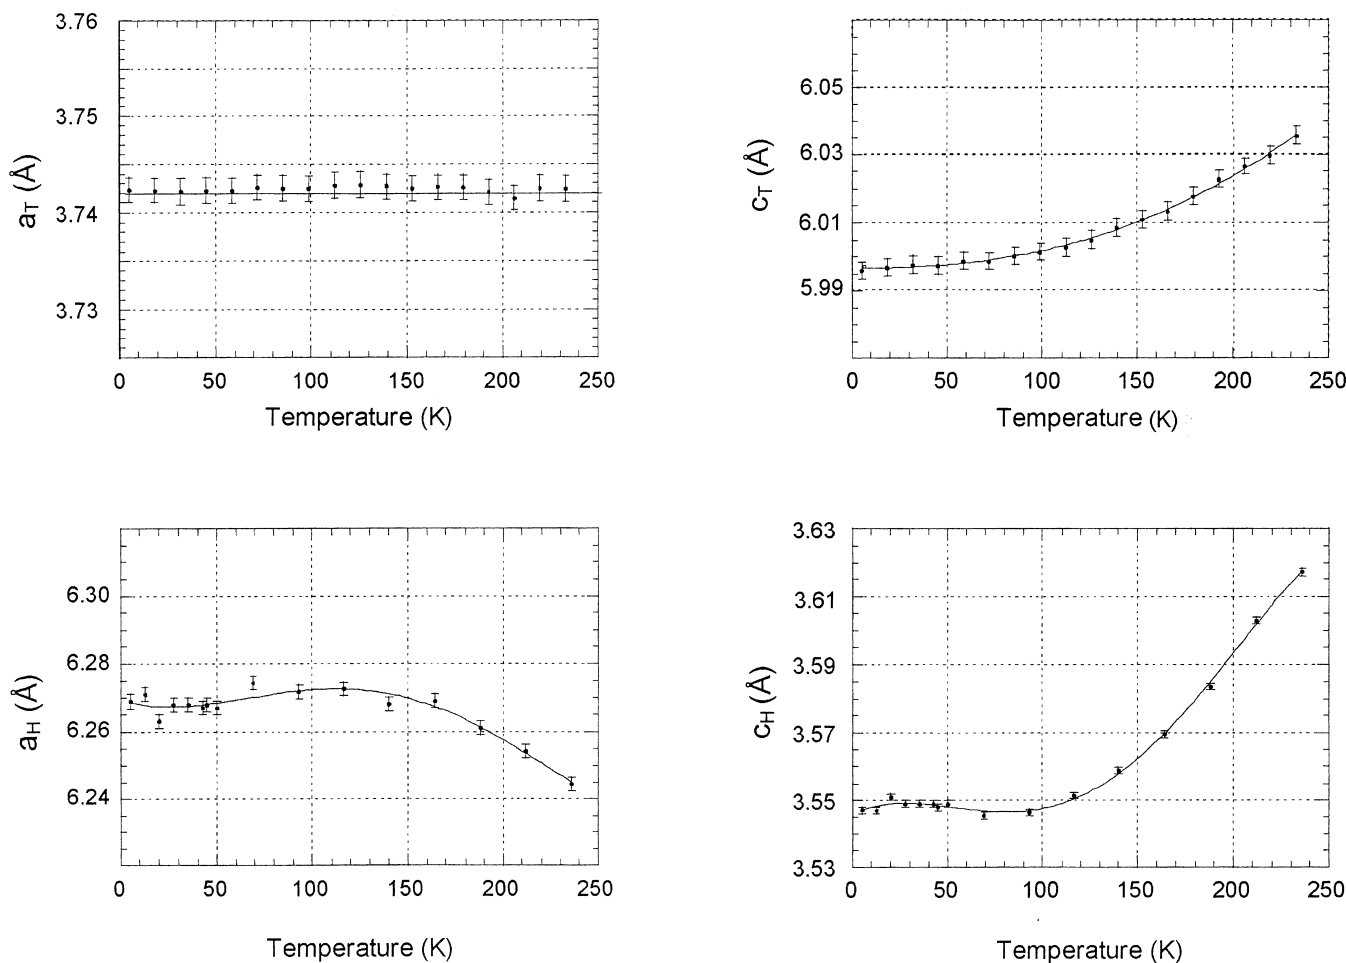 3.76
3.75
3.74
3.73
a_T (Å)
0 50 100 150 200 250
Temperature (K)
6.05
6.03
6.01
5.99
c_T (Å)
0 50 100 150 200 250
Temperature (K)
6.30
6.28
6.26
6.24
a_H (Å)
0 50 100 150 200 250
Temperature (K)
3.63
3.61
3.59
3.57
3.55
3.53
c_H (Å)
0 50 100 150 200 250
Temperature (K)